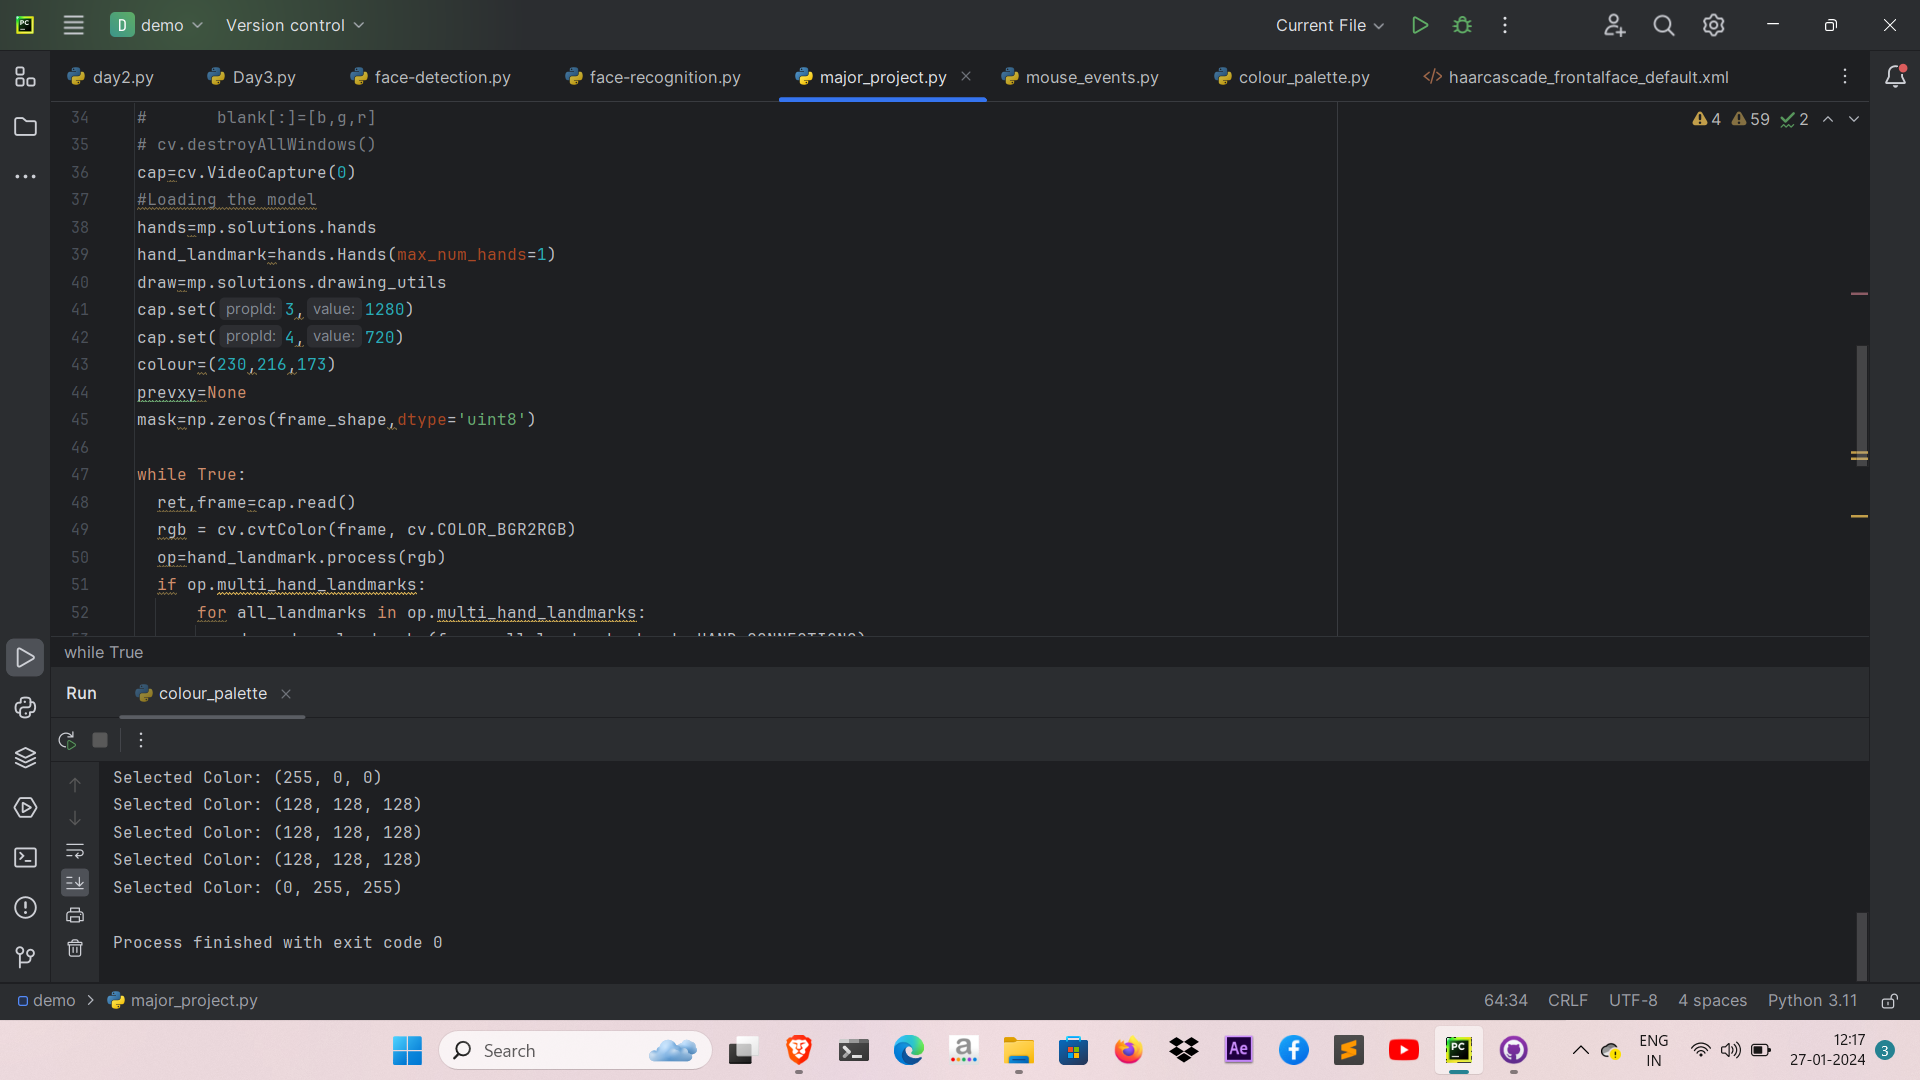 PC
D demo
Version control
Current File
day2.py
Day3.py
face-detection.py
face-recognition.py
major_project.py
mouse_events.py
colour_palette.py
</> haarcascade_frontalface_default.xml
4 59 2
34 # blank[:]=[b,g,r]
35 # cv.destroyAllWindows()
36 cap=cv.VideoCapture(0)
37 #Loading the model
38 hands=mp.solutions.hands
39 hand_landmark=hands.Hands(max_num_hands=1)
40 draw=mp.solutions.drawing_utils
41 cap.set( propId: 3, value: 1280)
42 cap.set( propId: 4, value: 720)
43 colour=(230,216,173)
44 prevxy=None
45 mask=np.zeros(frame_shape,dtype='uint8')
46
47 while True:
48 ret,frame=cap.read()
49 rgb = cv.cvtColor(frame, cv.COLOR_BGR2RGB)
50 op=hand_landmark.process(rgb)
51 if op.multi_hand_landmarks:
52 for all_landmarks in op.multi_hand_landmarks:
while True
Run colour_palette
Selected Color: (255, 0, 0)
Selected Color: (128, 128, 128)
Selected Color: (128, 128, 128)
Selected Color: (128, 128, 128)
Selected Color: (0, 255, 255)
Process finished with exit code 0
demo > major_project.py
64:34 CRLF UTF-8 4 spaces Python 3.11
Search
a
Ae
PC
ENG
IN
12:17
27-01-2024
3